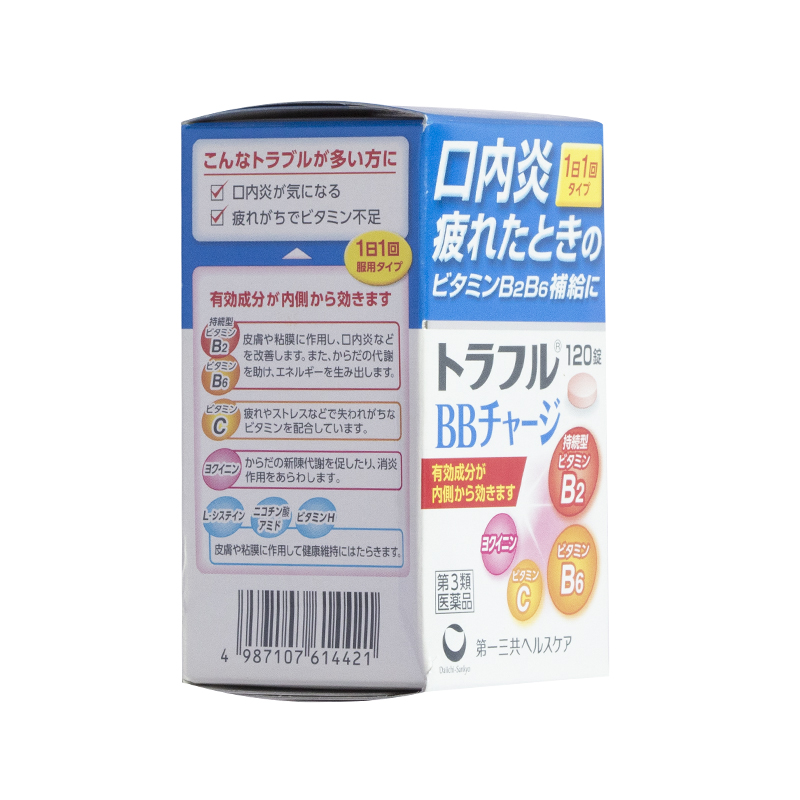 こんなトラブルが多い方に
口内炎が気になる
疲れがちでビタミン不足
1日1回
服用タイプ
有効成分が内側から効きます
持続型
ビタミン
B2
ビタミン
B6
皮膚や粘膜に作用し、口内炎など
を改善します。また、からだの代謝
を助け、エネルギーを生み出します。
ビタミン
C
疲れやストレスなどで失われがちな
ビタミンを配合しています。
ヨクイニン
からだの新陳代謝を促したり、消炎
作用をあらわします。
L-システイン
ニコチン酸
アミド
ビタミンH
皮膚や粘膜に作用して健康維持にはたらきます。
4 987107 614421
口内炎
1日1回
タイプ
疲れたときの
ビタミンB2B6補給に
トラフル®
120錠
BBチャージ
有効成分が
内側から効きます
持続型
ビタミン
B2
ヨクイニン
ビタミン
C
ビタミン
B6
第3類
医薬品
Daiichi-Sankyo
第一三共ヘルスケア